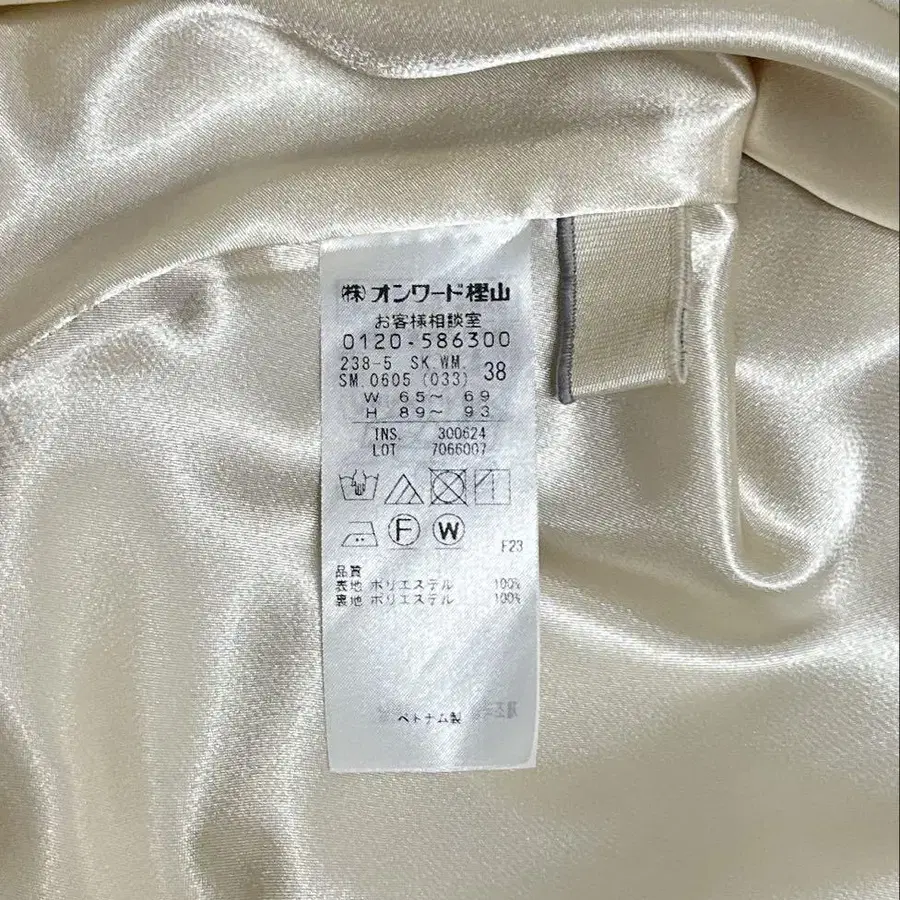 ㈱オンワード樫山
お客様相談室
0120-586300
238-5 SK.WM.
SM.0605 (033) 38
W 65～ 69
H 89～ 93
INS. 300624
LOT 7066007
F W
F23
品質
表地 ポリエステル 100%
裏地 ポリエステル 100%
ベトナム製